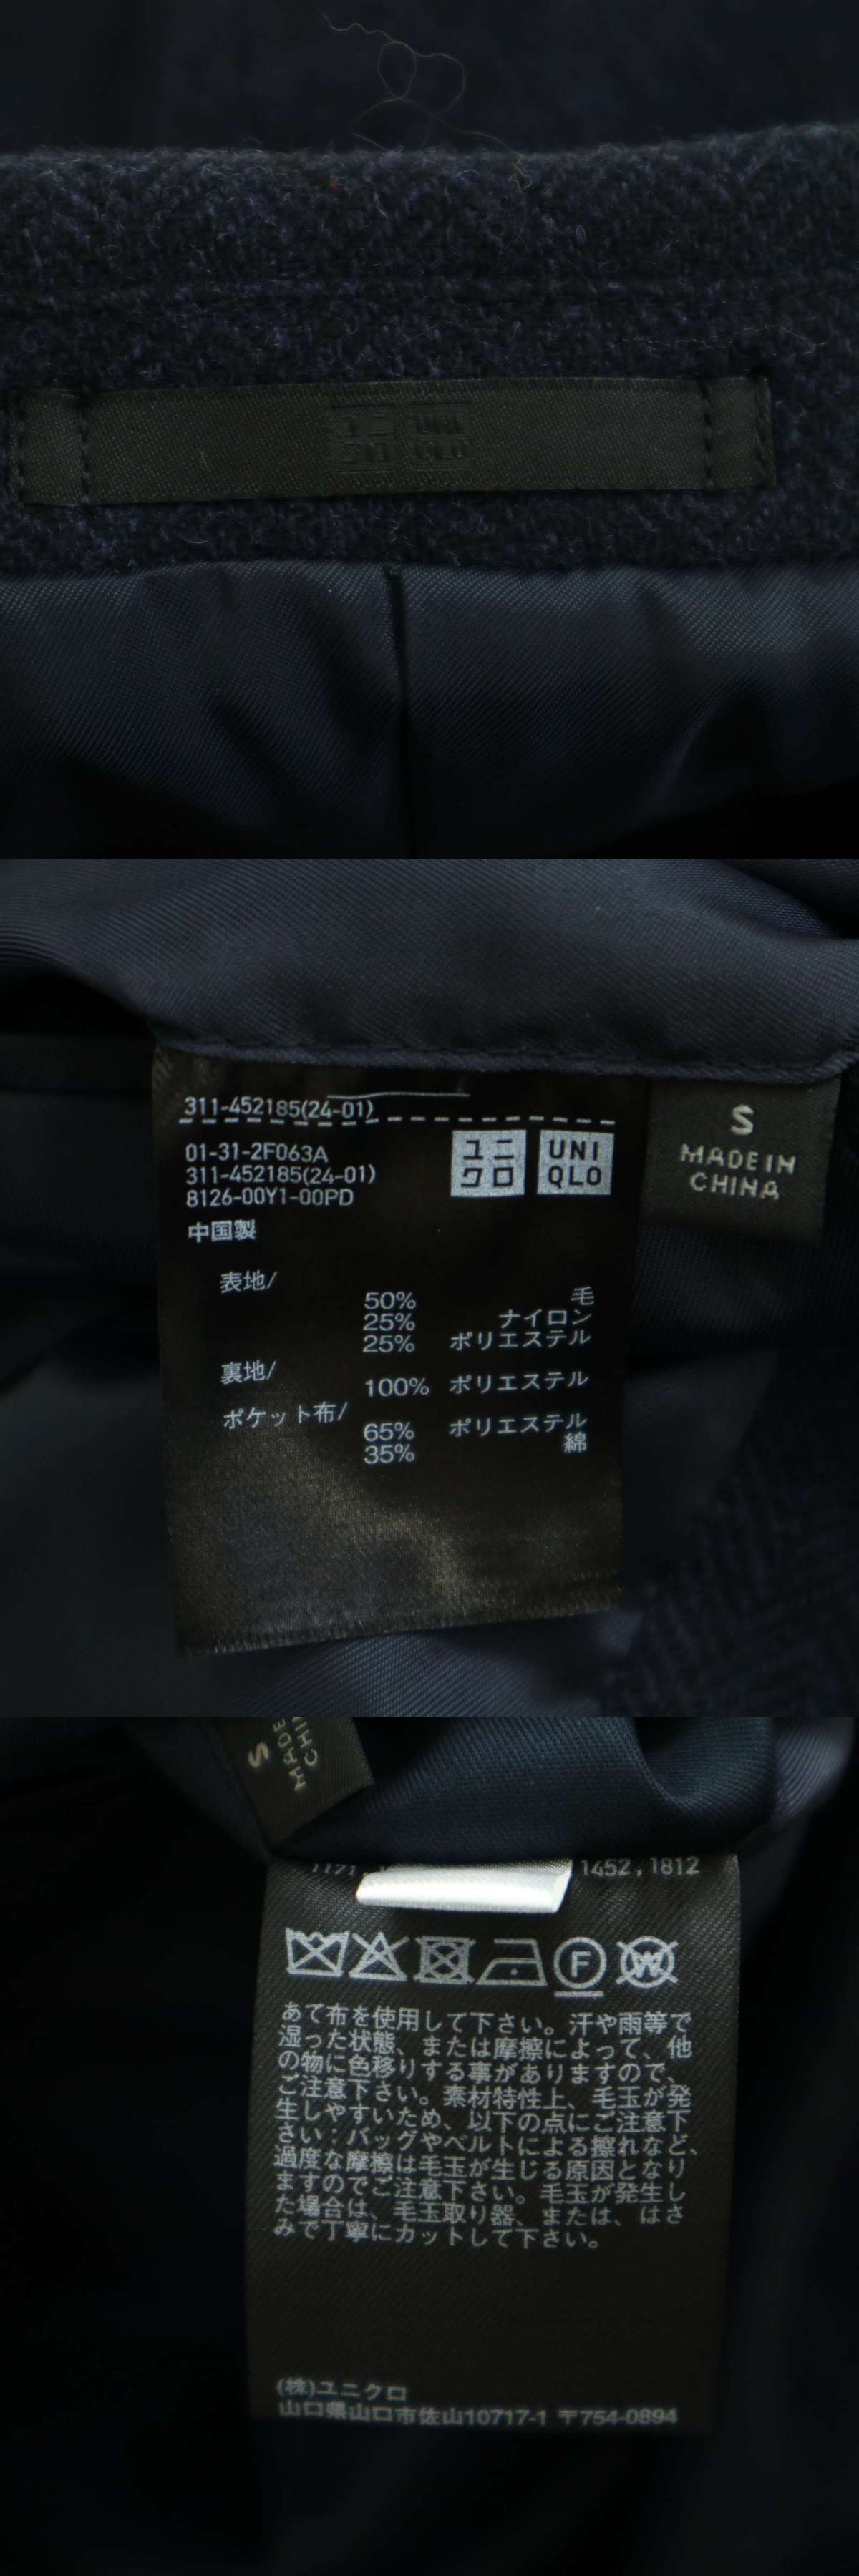 ユニ
クロ
UNI
QLO
311-452185(24-01)
01-31-2F063A
311-452185(24-01)
8126-00Y1-00PD
中国製
ユニ
クロ
UNI
QLO
S
MADE IN
CHINA
表地/
50% 毛
25% ナイロン
25% ポリエステル
裏地/
100% ポリエステル
ポケット布/
65% ポリエステル
35% 綿
S
MADE
1452,1812
F
W
あて布を使用して下さい。汗や雨等で
湿った状態、または摩擦によって、他
の物に色移りする事がありますので、
ご注意下さい。素材特性上、毛玉が発
生しやすいため、以下の点にご注意下
さい:バッグやベルトによる擦れなど、
過度な摩擦は毛玉が生じる原因となり
ますのでご注意下さい。毛玉が発生し
た場合は、毛玉取り器、または、はさ
みで丁寧にカットして下さい。
(株)ユニクロ
山口県山口市佐山10717-1 〒754-0894